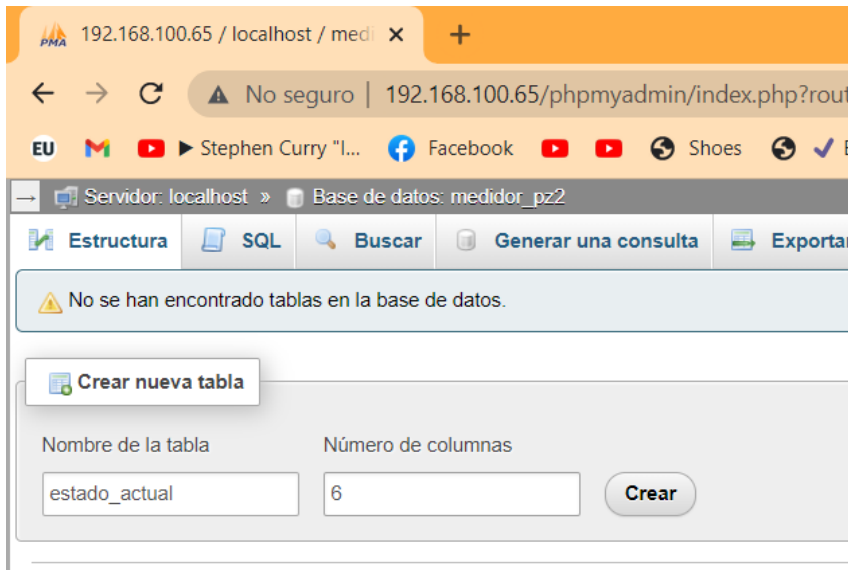 192.168.100.65 / localhost / medi
No seguro | 192.168.100.65/phpmyadmin/index.php?rout
EU Stephen Curry "I... Facebook Shoes
Servidor: localhost » Base de datos: medidor_pz2
Estructura SQL Buscar Generar una consulta Exportar
No se han encontrado tablas en la base de datos.
Crear nueva tabla
Nombre de la tabla Número de columnas
estado_actual 6 Crear